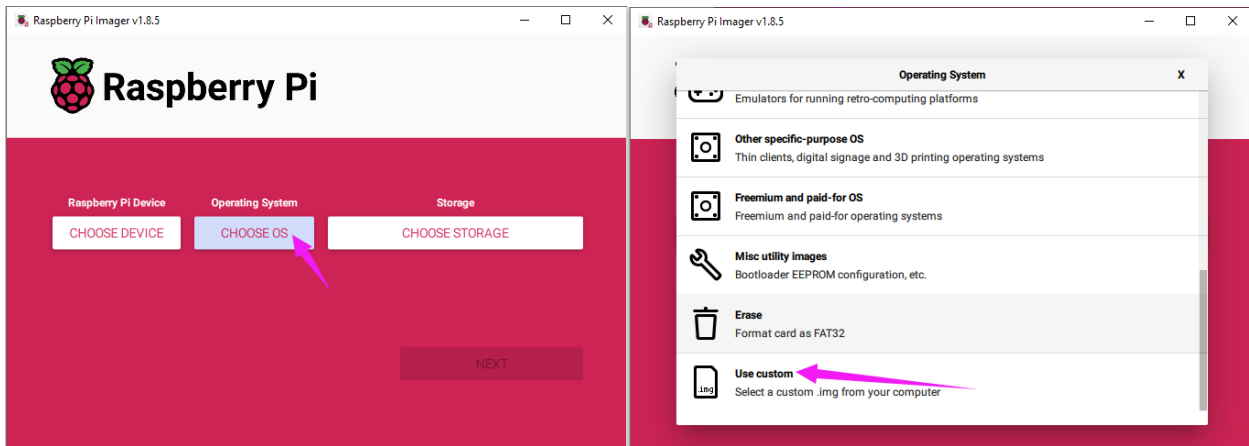 Raspberry Pi Imager v1.8.5
Raspberry Pi
Raspberry Pi Device
Operating System
Storage
CHOOSE DEVICE
CHOOSE OS
CHOOSE STORAGE
NEXT
Raspberry Pi Imager v1.8.5
Operating System
X
Emulators for running retro-computing platforms
Other specific-purpose OS
Thin clients, digital signage and 3D printing operating systems
Freemium and paid-for OS
Freemium and paid-for operating systems
Misc utility images
Bootloader EEPROM configuration, etc.
Erase
Format card as FAT32
Use custom
.img
Select a custom .img from your computer